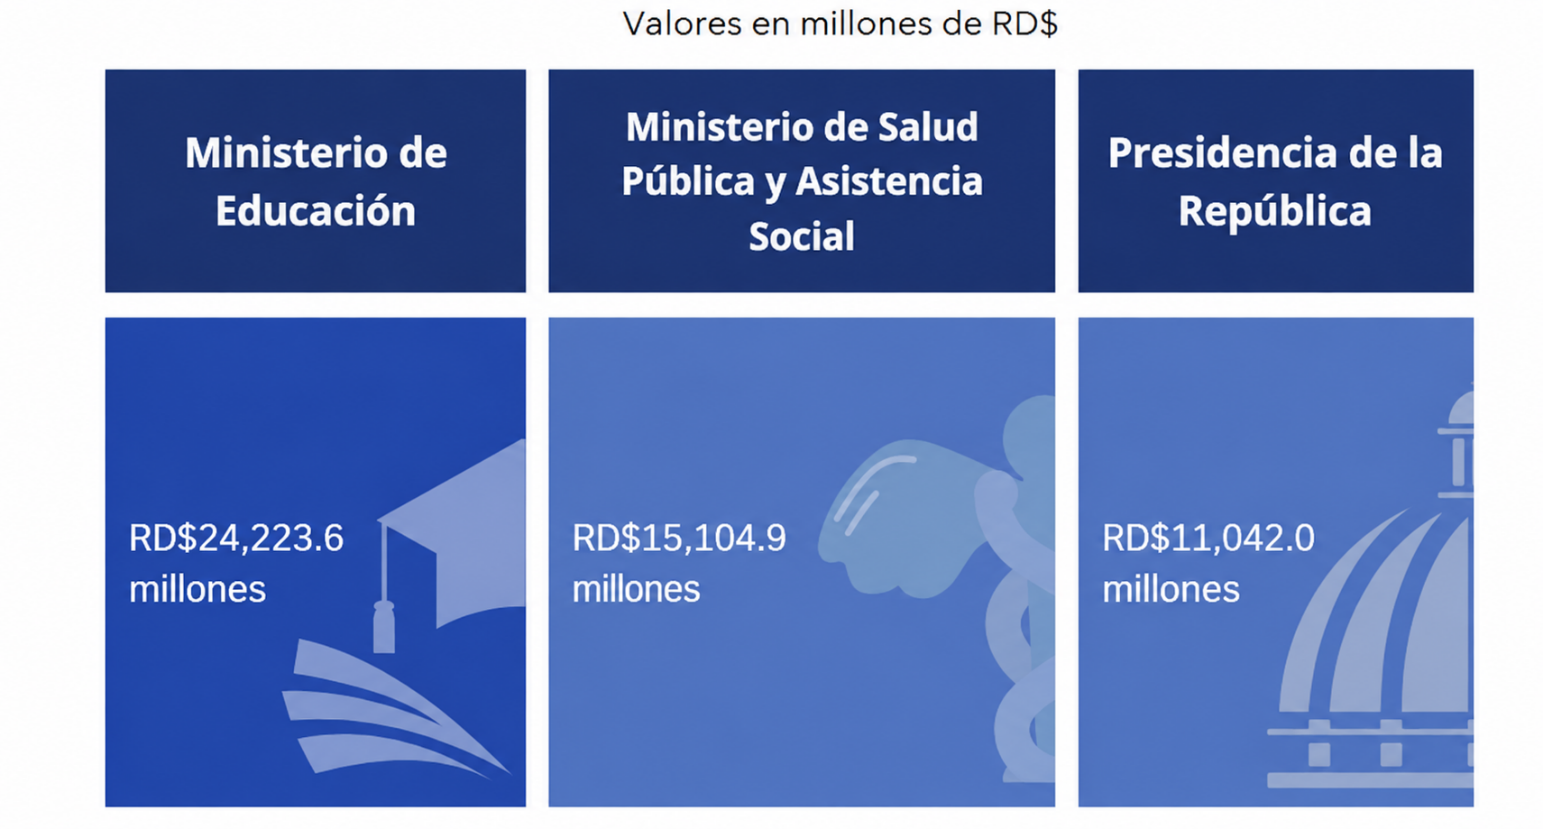 Valores en millones de RD$
Ministerio de
Educación
Ministerio de Salud
Pública y Asistencia
Social
Presidencia de la
República
RD$24,223.6
millones
RD$15,104.9
millones
RD$11,042.0
millones